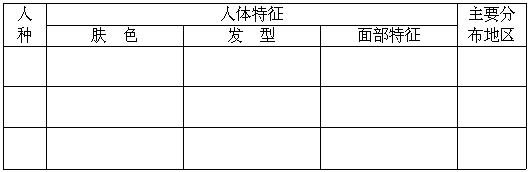 人种 人体特征 主要分布地区
肤 色 发 型 面部特征